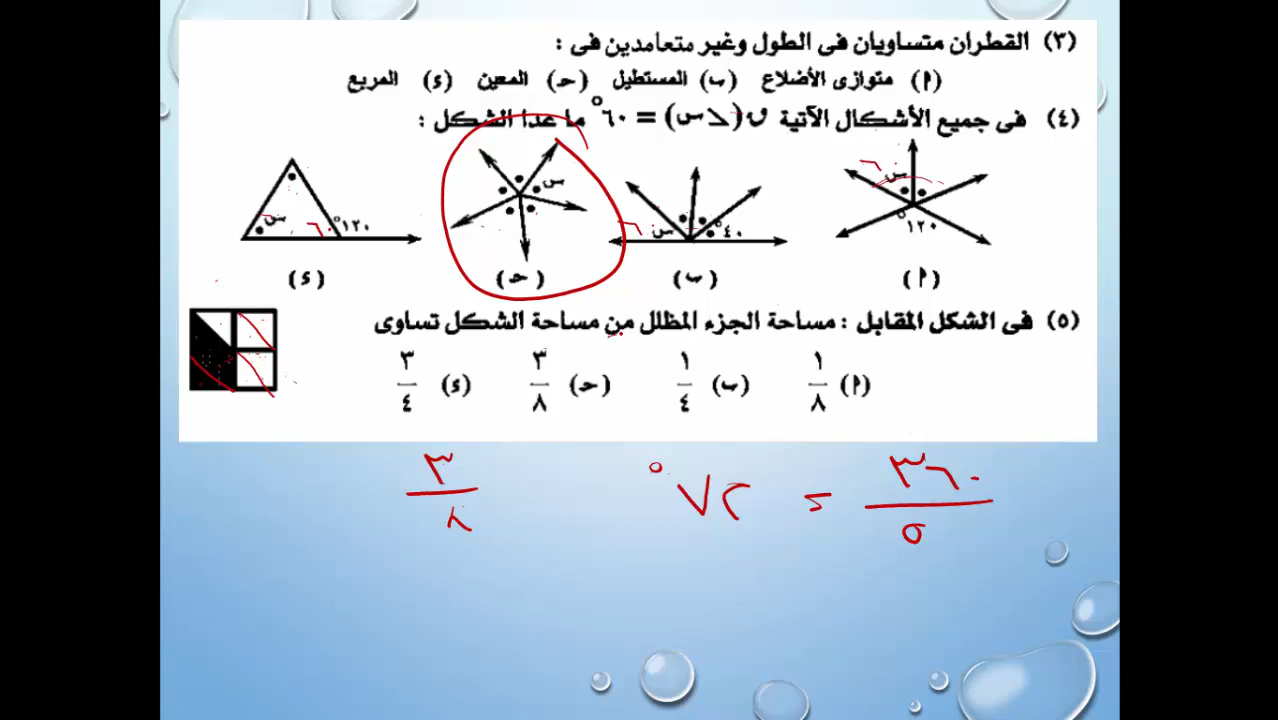 (٣) القطران متساويان فى الطول وغير متعامدين فى :
(أ) متوازى الأضلاع (ب) المستطيل (حـ) المعين (د) المربع
(٤) فى جميع الأشكال الآتية ق (∠ س) = ٦٠° ما عدا الشكل :
س ١٢٠° (أ)
س ٤٠° ٦٠ (ب)
س (حـ)
س ١٢٠° ٦٠ (د)
(٥) فى الشكل المقابل : مساحة الجزء المظلل من مساحة الشكل تساوى
(أ) ١/٨ (ب) ١/٤ (حـ) ٣/٨ (د) ٣/٤
٣٦٠/٥ = ٧٢°
٣/٨